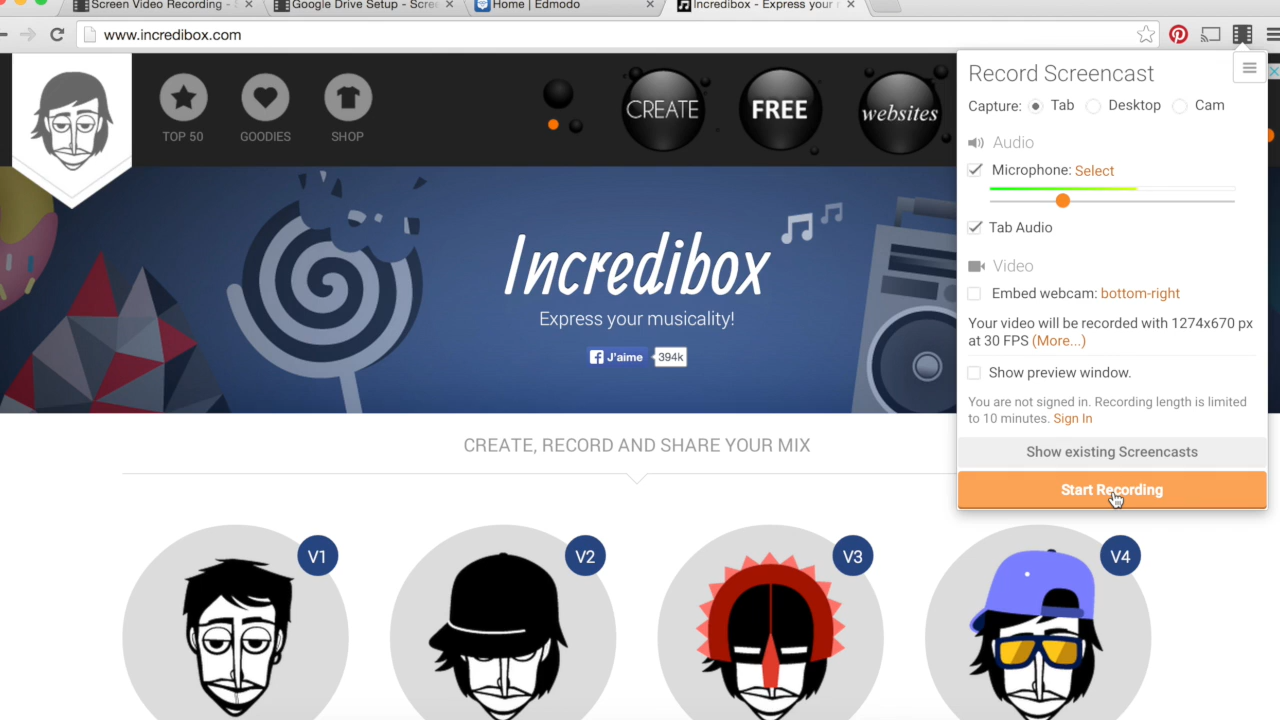 Screen Video Recording -
Google Drive Setup - Scree
Home | Edmodo
Incredibox - Express your
www.incredibox.com
TOP 50
GOODIES
SHOP
CREATE
FREE
websites
Incredibox
Express your musicality!
J'aime
394k
CREATE, RECORD AND SHARE YOUR MIX
V1
V2
V3
V4
Record Screencast
Capture: Tab Desktop Cam
Audio
Microphone: Select
Tab Audio
Video
Embed webcam: bottom-right
Your video will be recorded with 1274x670 px
at 30 FPS (More...)
Show preview window.
You are not signed in. Recording length is limited
to 10 minutes. Sign In
Show existing Screencasts
Start Recording